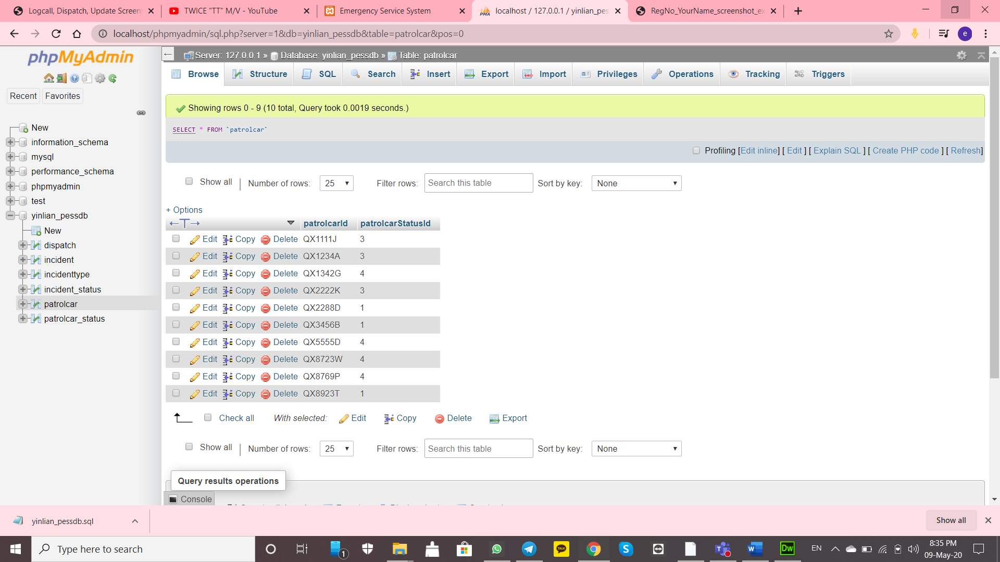 Logcall, Dispatch, Update Screens
TWICE "TT" M/V - YouTube
Emergency Service System
localhost / 127.0.0.1 / yinlian_pes
RegNo_YourName_screenshot_ex
localhost/phpmyadmin/sql.php?server=1&db=yinlian_pessdb&table=patrolcar&pos=0
e
phpMyAdmin
Recent
Favorites
New
information_schema
mysql
performance_schema
phpmyadmin
test
yinlian_pessdb
New
dispatch
incident
incidenttype
incident_status
patrolcar
patrolcar_status
Server: 127.0.0.1 » Database: yinlian_pessdb » Table: patrolcar
Browse Structure SQL Search Insert Export Import Privileges Operations Tracking Triggers
Showing rows 0 - 9 (10 total, Query took 0.0019 seconds.)
SELECT * FROM `patrolcar`
Profiling [Edit inline] [ Edit ] [ Explain SQL ] [ Create PHP code ] [ Refresh]
Show all | Number of rows: 25 Filter rows: Search this table Sort by key: None
+ Options
←T→ patrolcarId patrolcarStatusId
Edit Copy Delete QX1111J 3
Edit Copy Delete QX1234A 3
Edit Copy Delete QX1342G 4
Edit Copy Delete QX2222K 3
Edit Copy Delete QX2288D 1
Edit Copy Delete QX3456B 1
Edit Copy Delete QX5555D 4
Edit Copy Delete QX8723W 4
Edit Copy Delete QX8769P 4
Edit Copy Delete QX8923T 1
Check all With selected: Edit Copy Delete Export
Show all | Number of rows: 25 Filter rows: Search this table Sort by key: None
Query results operations
Console
yinlian_pessdb.sql
Show all
Type here to search
1
TALK
W
Dw
EN
8:35 PM
09-May-20